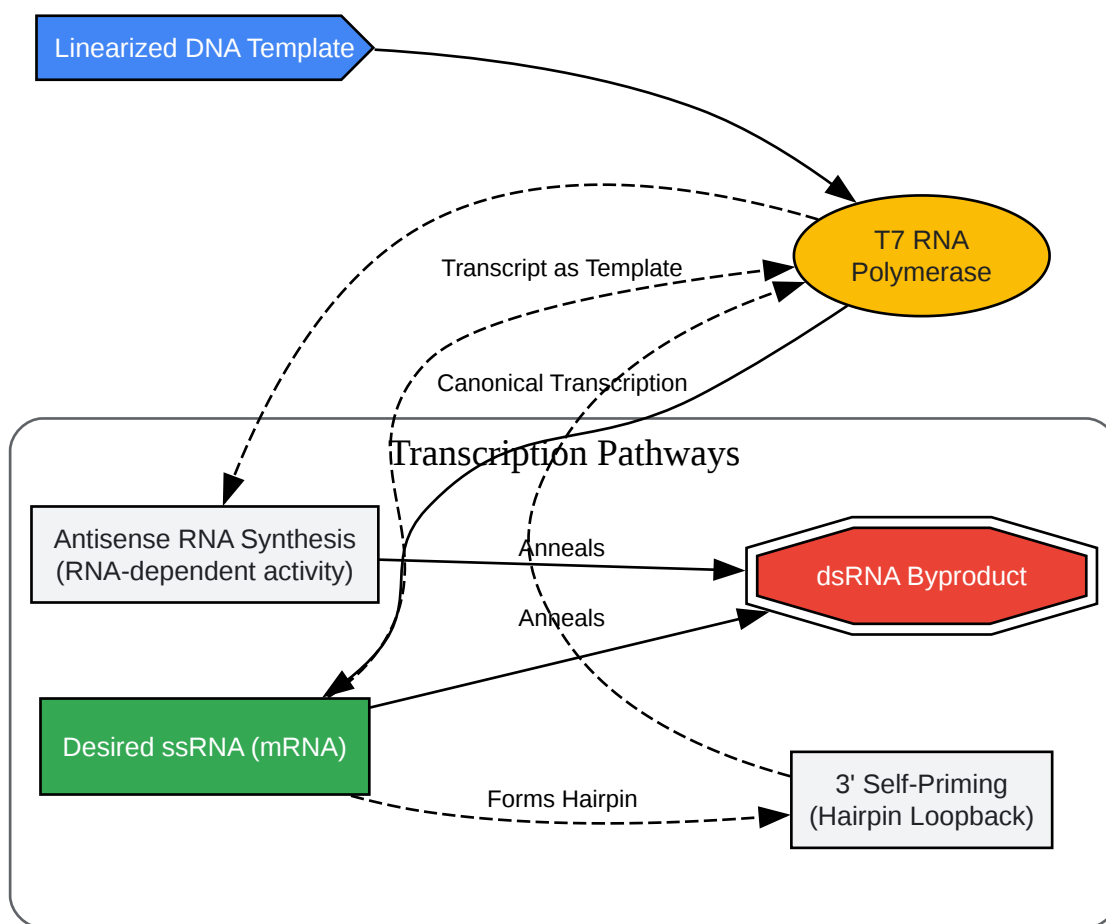 Linearized DNA Template
T7 RNA
Polymerase
Transcript as Template
Canonical Transcription
Transcription Pathways
Antisense RNA Synthesis
(RNA-dependent activity)
Anneals
dsRNA Byproduct
Anneals
Desired ssRNA (mRNA)
3' Self-Priming
(Hairpin Loopback)
Forms Hairpin